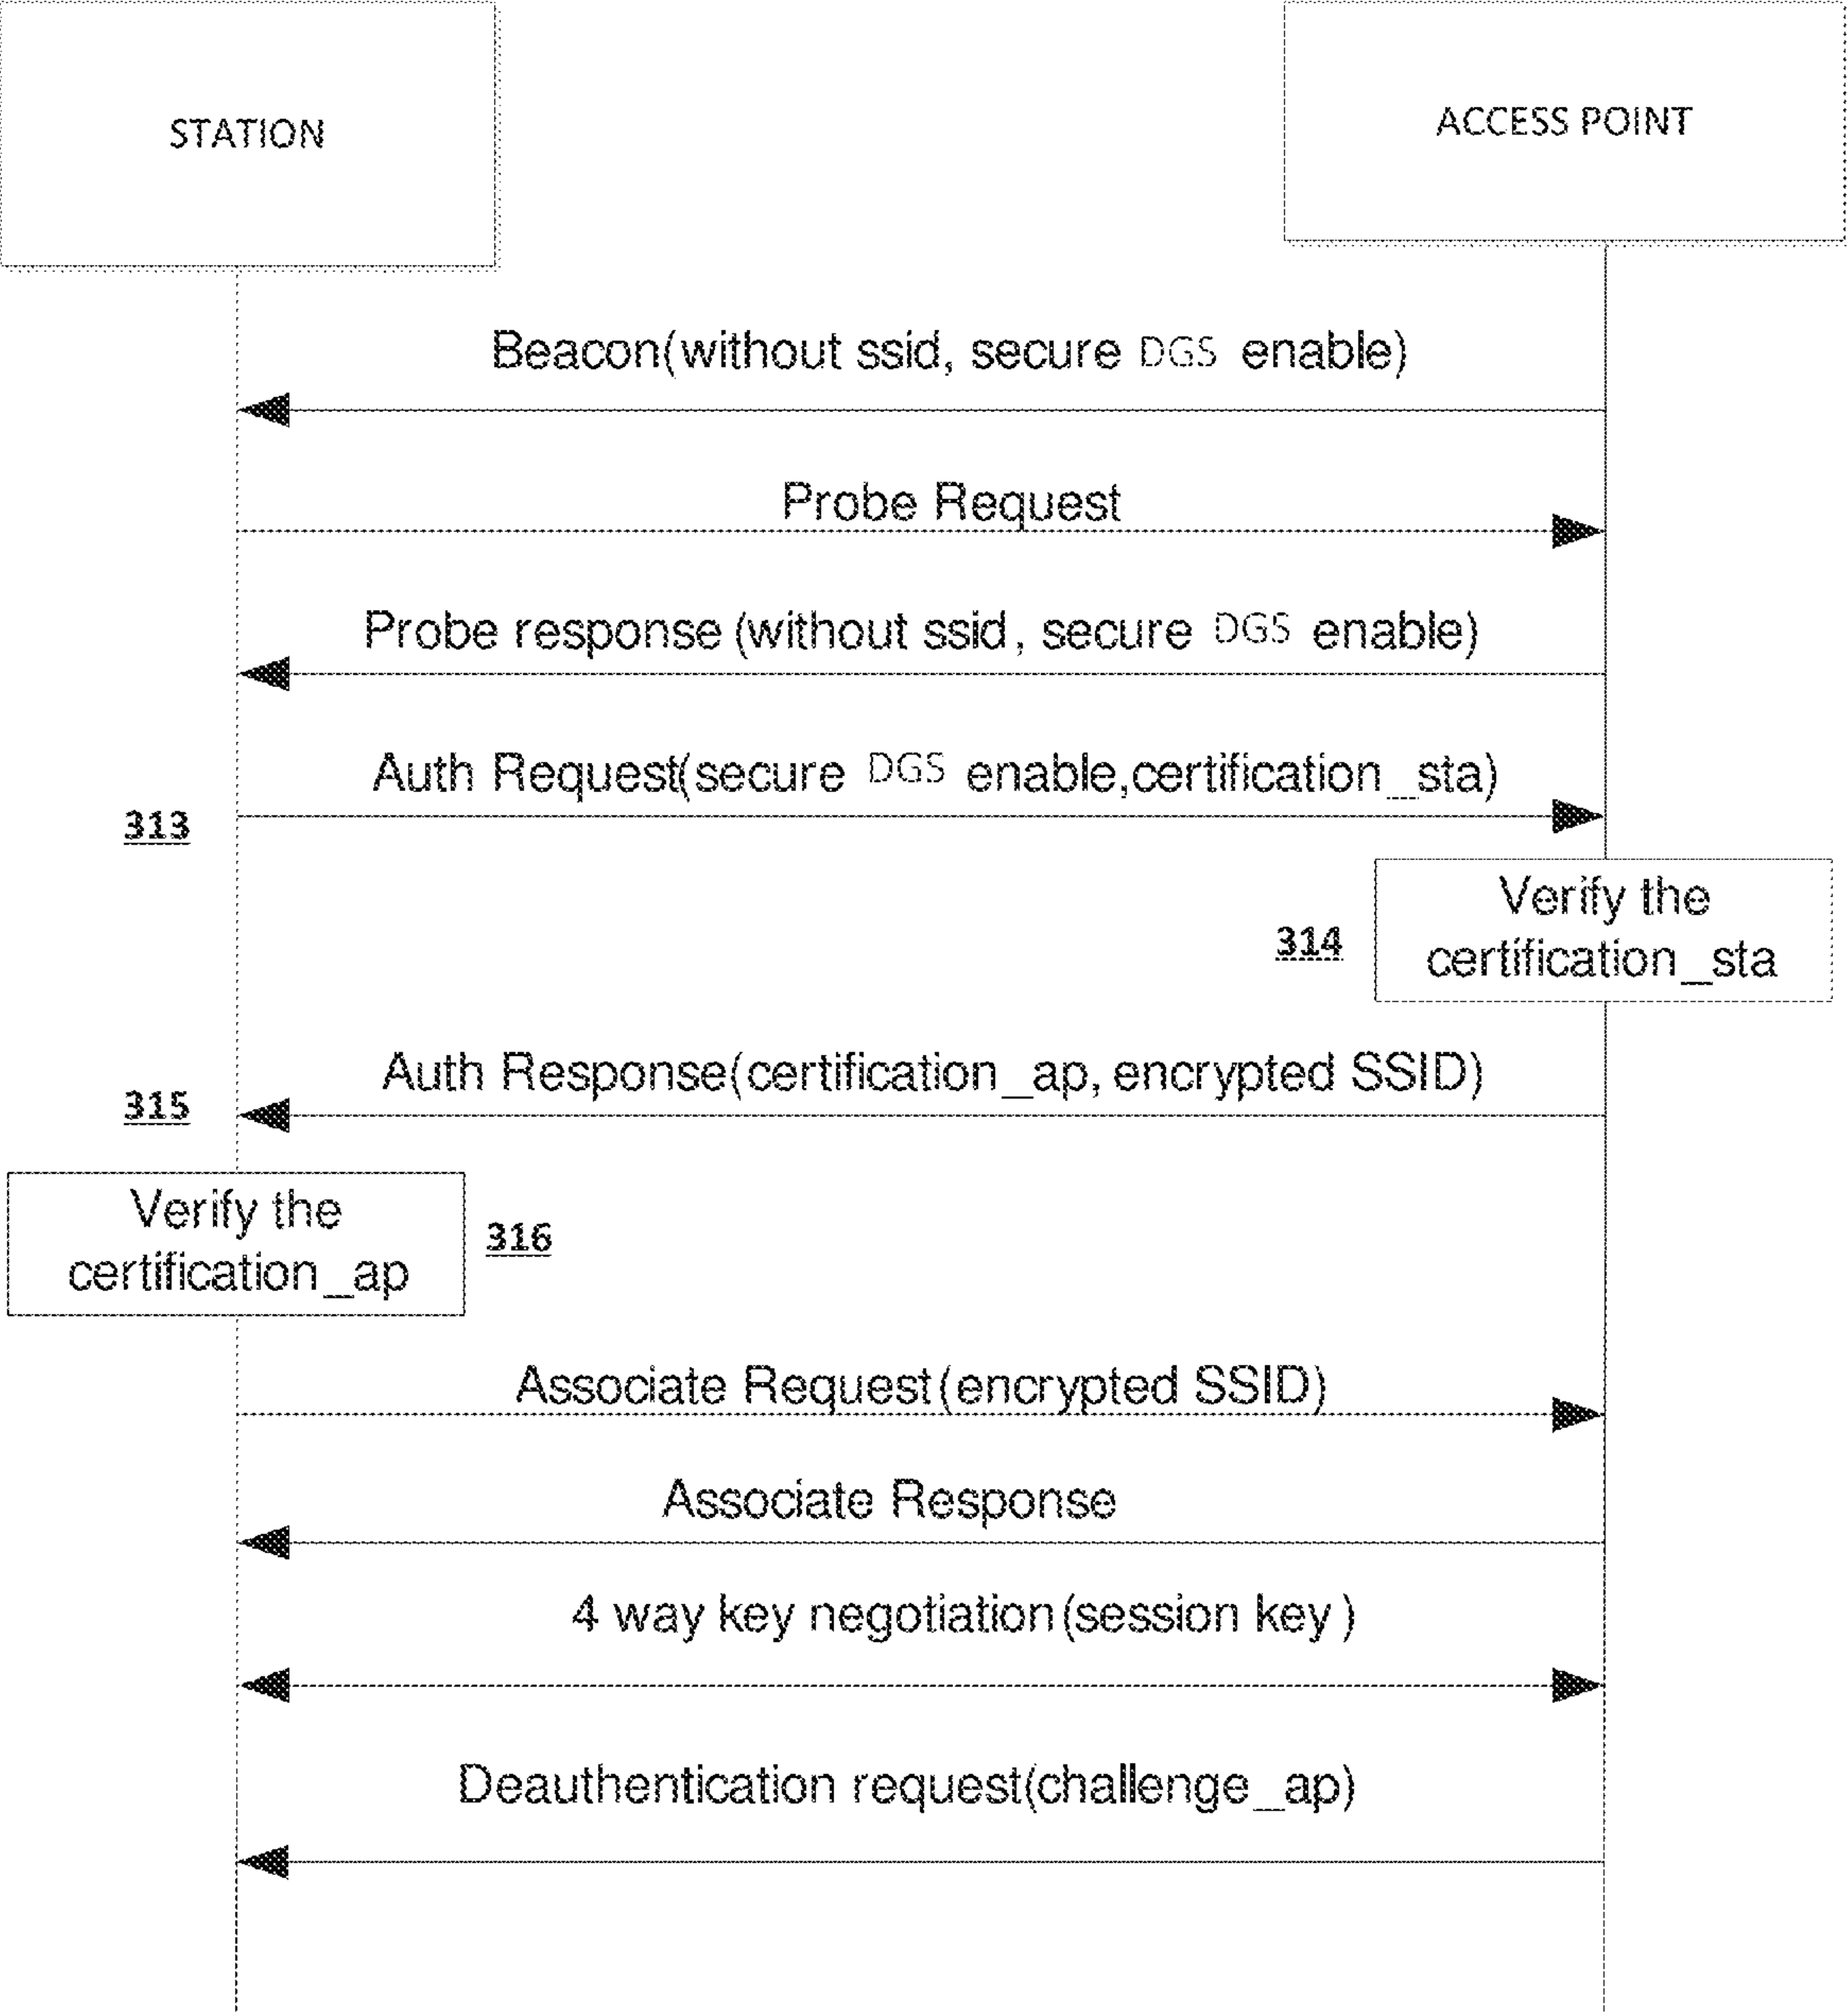 STATION
ACCESS POINT
Beacon(without ssid, secure DGS enable)
Probe Request
Probe response (without ssid, secure DGS enable)
Auth Request(secure DGS enable,certification_sta)
313
Verify the
certification_sta
314
Auth Response(certification_ap, encrypted SSID)
315
Verify the
certification_ap
316
Associate Request(encrypted SSID)
Associate Response
4 way key negotiation(session key )
Deauthentication request(challenge_ap)